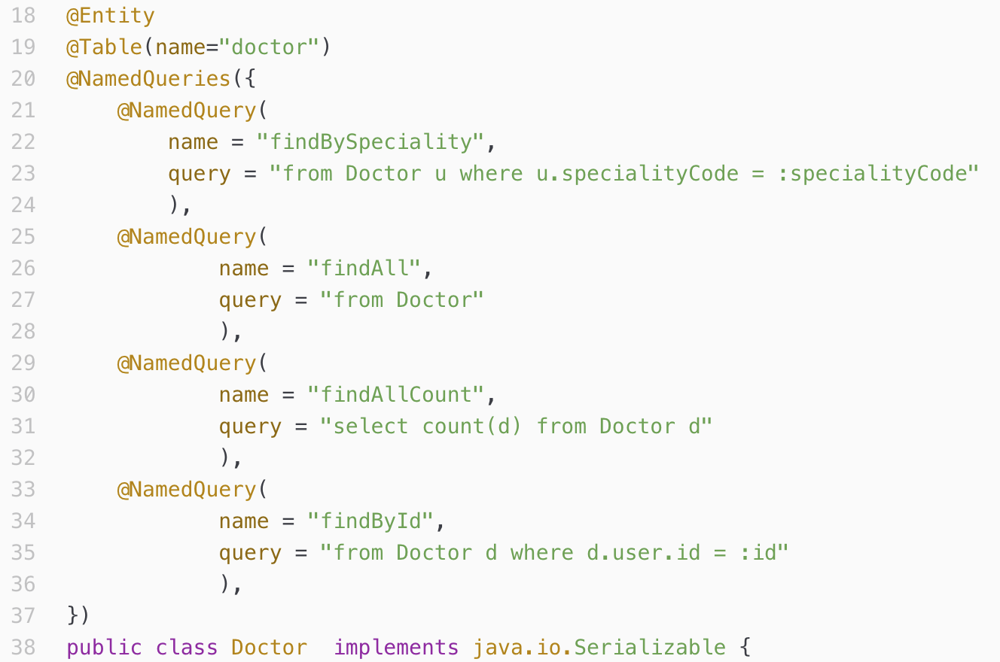 18 @Entity
19 @Table(name="doctor")
20 @NamedQueries({
21 @NamedQuery(
22 name = "findBySpeciality",
23 query = "from Doctor u where u.specialityCode = :specialityCode"
24 ),
25 @NamedQuery(
26 name = "findAll",
27 query = "from Doctor"
28 ),
29 @NamedQuery(
30 name = "findAllCount",
31 query = "select count(d) from Doctor d"
32 ),
33 @NamedQuery(
34 name = "findById",
35 query = "from Doctor d where d.user.id = :id"
36 ),
37 })
38 public class Doctor  implements java.io.Serializable {